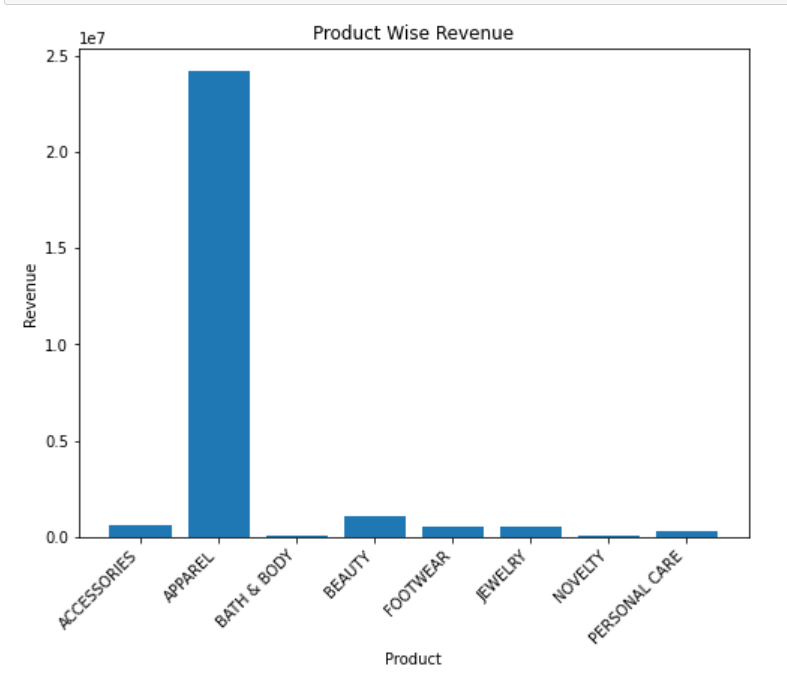 Product Wise Revenue
1e7
2.5
2.0
1.5
1.0
0.5
0.0
Revenue
ACCESSORIES
APPAREL
BATH & BODY
BEAUTY
FOOTWEAR
JEWELRY
NOVELTY
PERSONAL CARE
Product